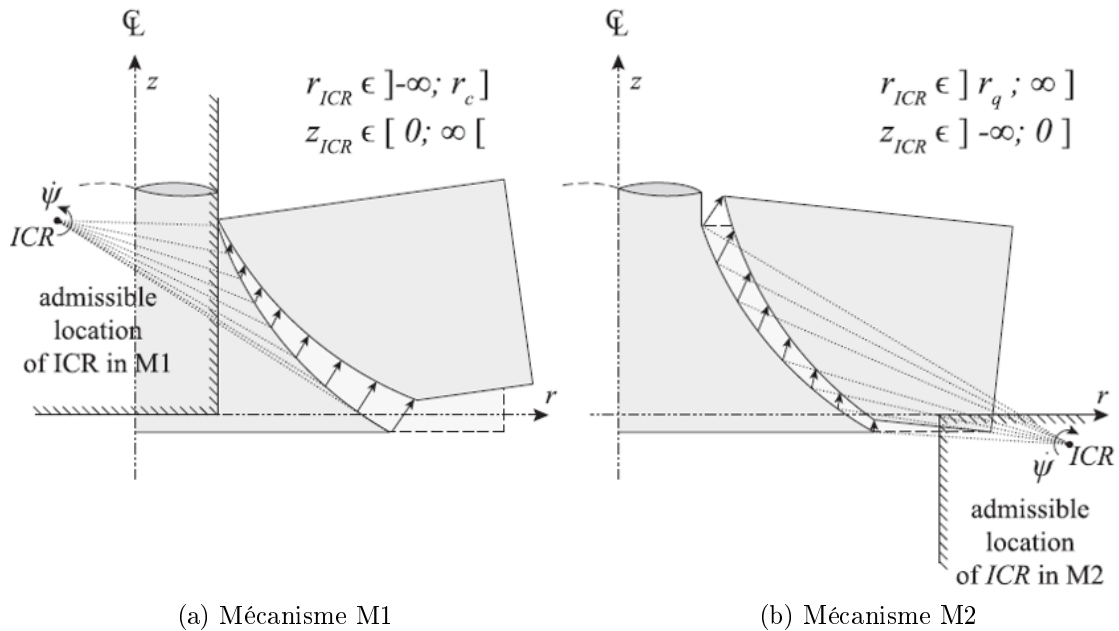 ℄
z
r_ICR ϵ ]-∞; r_c ]
z_ICR ϵ [ 0; ∞ [
ψ̇
ICR
admissible
location
of ICR in M1
r
(a) Mécanisme M1
℄
z
r_ICR ϵ ] r_q ; ∞ ]
z_ICR ϵ ] -∞; 0 ]
r
ψ̇
ICR
admissible
location
of ICR in M2
(b) Mécanisme M2